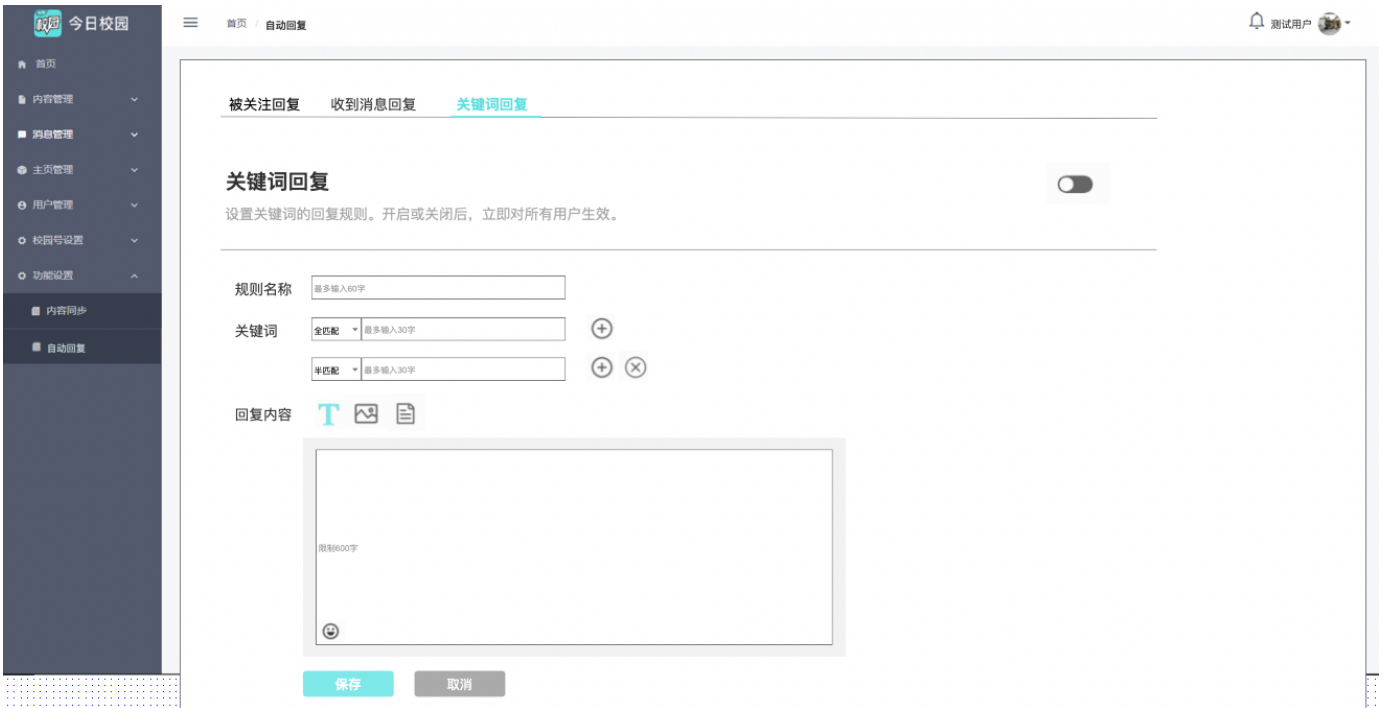 校园 今日校园
首页 / 自动回复
测试用户
首页
内容管理
消息管理
主页管理
用户管理
校园号设置
功能设置
内容同步
自动回复
被关注回复 收到消息回复 关键词回复
关键词回复
设置关键词的回复规则。开启或关闭后，立即对所有用户生效。
规则名称 最多输入60字
关键词 全匹配 最多输入30字
半匹配 最多输入30字
回复内容 T
限制600字
保存 取消